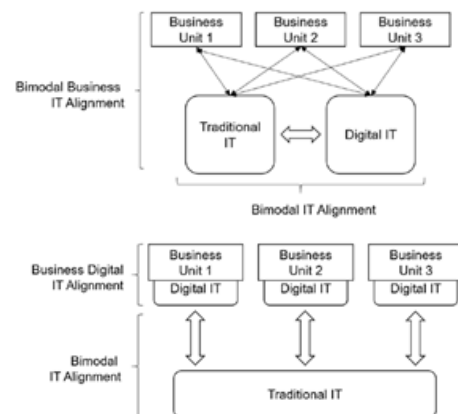 Business
Unit 1
Business
Unit 2
Business
Unit 3
Bimodal Business
IT Alignment
Traditional
IT
Digital IT
Bimodal IT Alignment
Business Digital
IT Alignment
Business
Unit 1
Digital IT
Business
Unit 2
Digital IT
Business
Unit 3
Digital IT
Bimodal
IT Alignment
Traditional IT